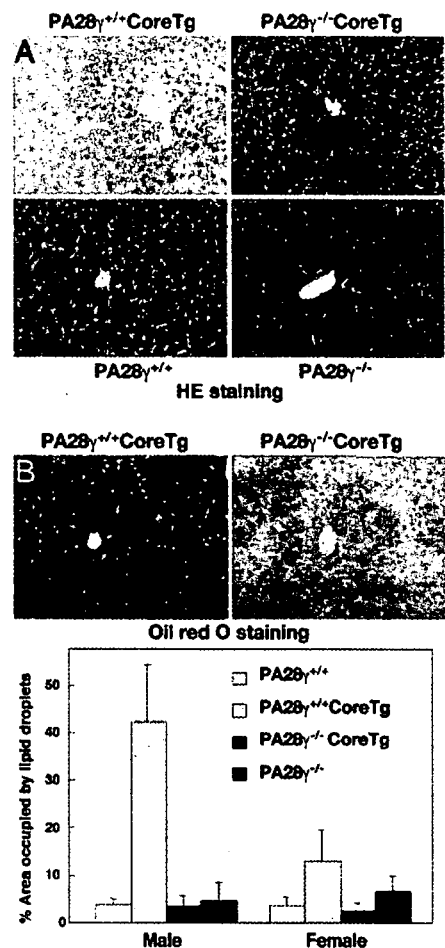 PA28γ+/+CoreTg PA28γ-/-CoreTg
A
PA28γ+/+ PA28γ-/-
HE staining
PA28γ+/+CoreTg PA28γ-/-CoreTg
B
Oil red O staining
% Area occupied by lipid droplets
50
40
30
20
10
0
PA28γ+/+
PA28γ+/+CoreTg
PA28γ-/- CoreTg
PA28γ-/-
Male Female